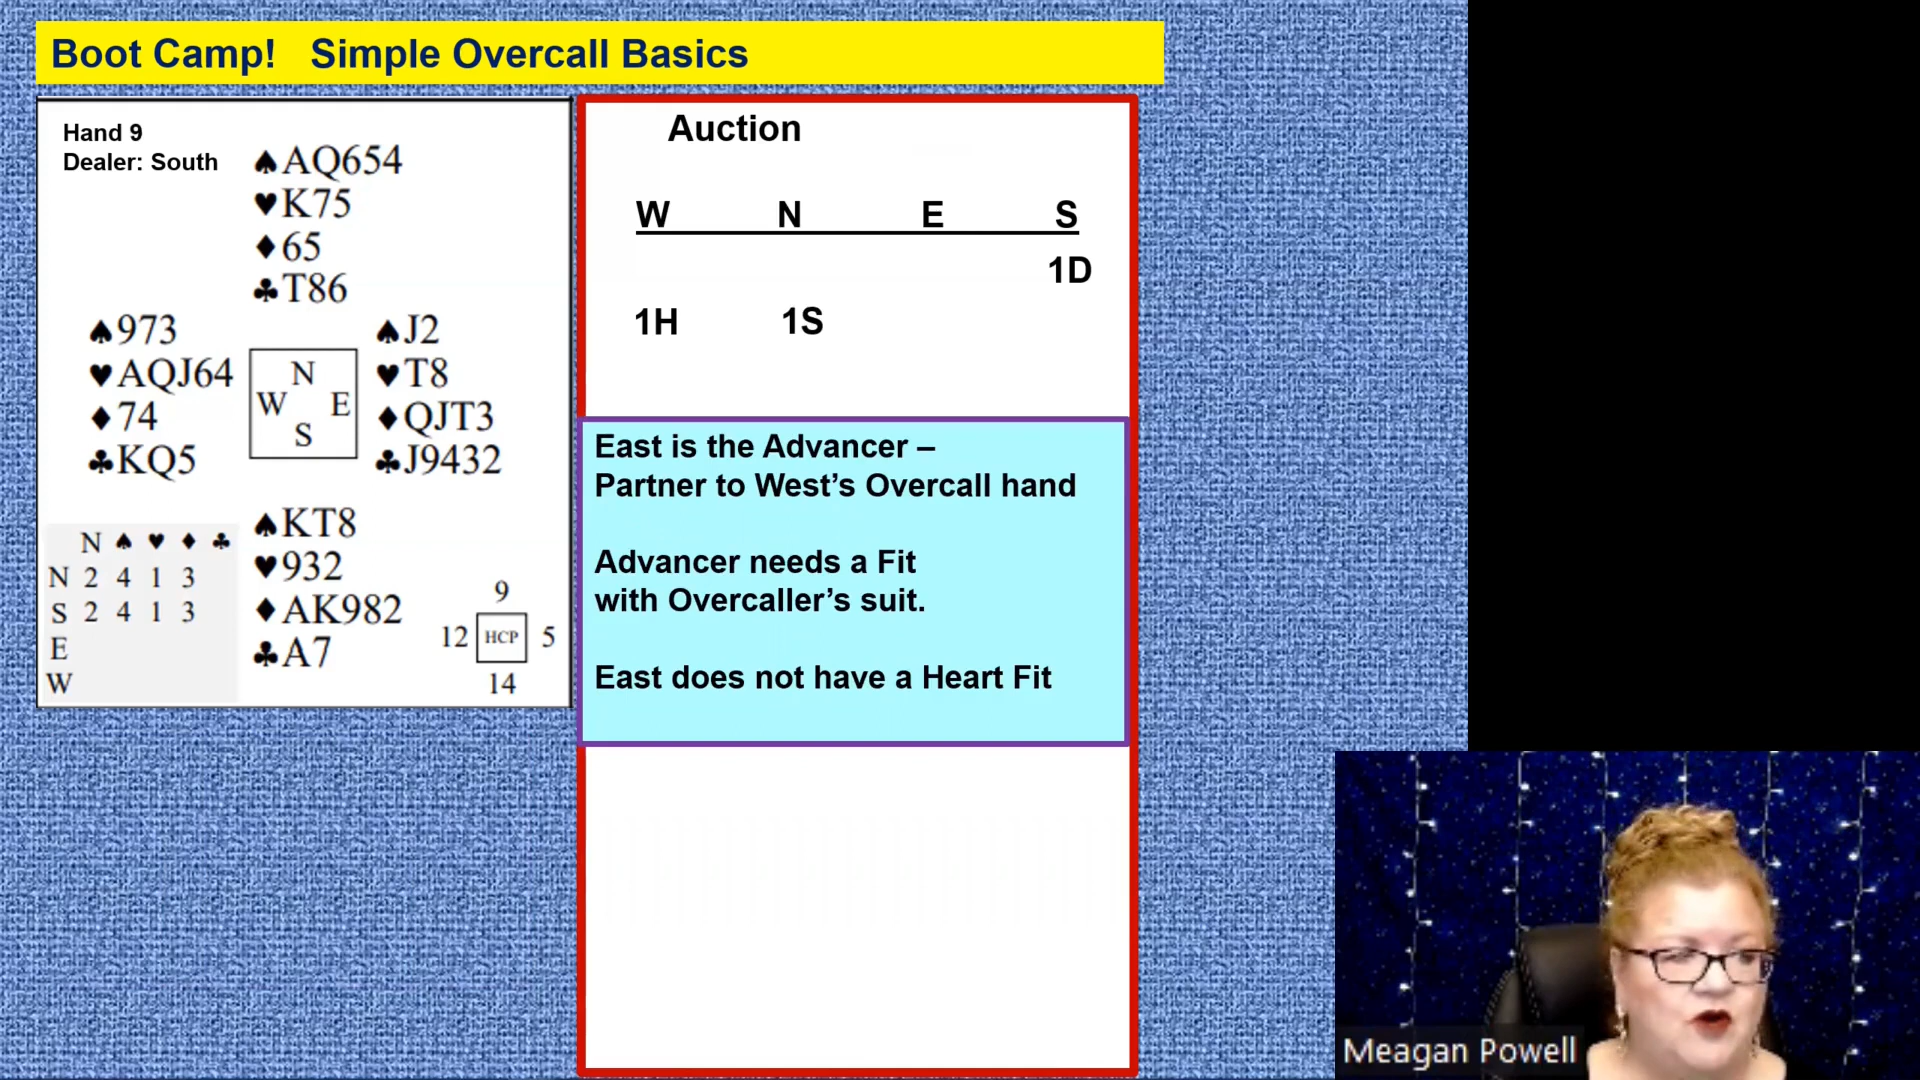 Boot Camp! Simple Overcall Basics
Hand 9
Dealer: South
♠AQ654
♥K75
♦65
♣T86
♠973
♥AQJ64
♦74
♣KQ5
N
W E
S
♠J2
♥T8
♦QJT3
♣J9432
♠KT8
♥932
♦AK982
♣A7
N ♠ ♥ ♦ ♣
N 2 4 1 3
S 2 4 1 3
E
W
9
12 HCP 5
14
Auction
W N E S
1D
1H 1S
East is the Advancer –
Partner to West’s Overcall hand
Advancer needs a Fit
with Overcaller’s suit.
East does not have a Heart Fit
Meagan Powell